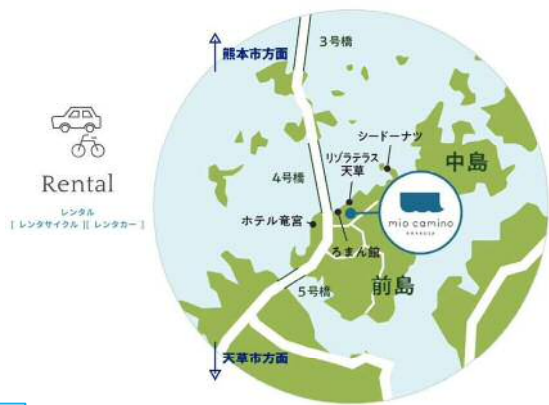 3号橋
熊本市方面
シードーナツ
リゾラテラス
天草
中島
4号橋
Rental
レンタル
[ レンタサイクル ][ レンタカー ]
ホテル竜宮
mio camino
AMAKUSA
ろまん館
前島
5号橋
天草市方面